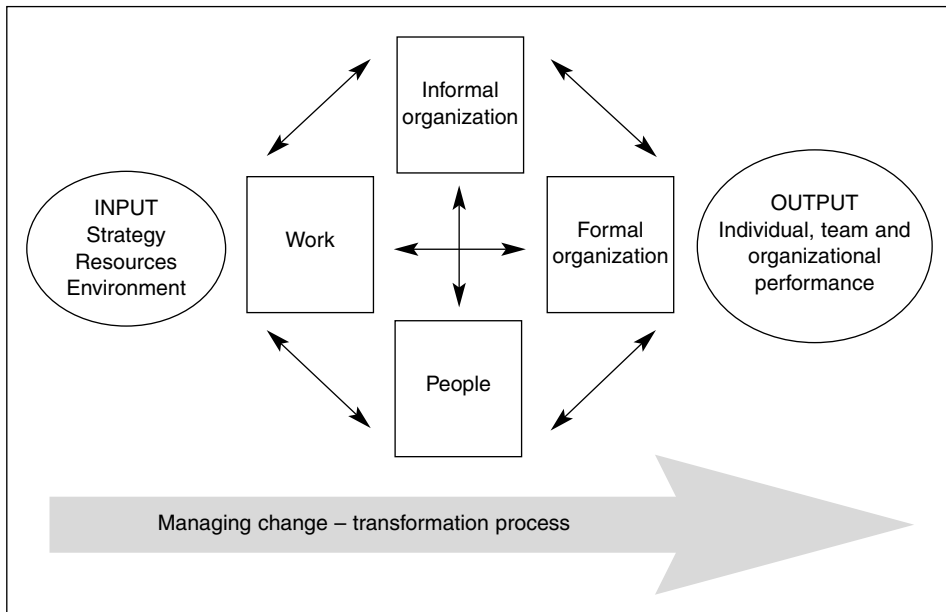 Informal
organization
INPUT
Strategy
Resources
Environment
Work
Formal
organization
OUTPUT
Individual, team and
organizational
performance
People
Managing change – transformation process